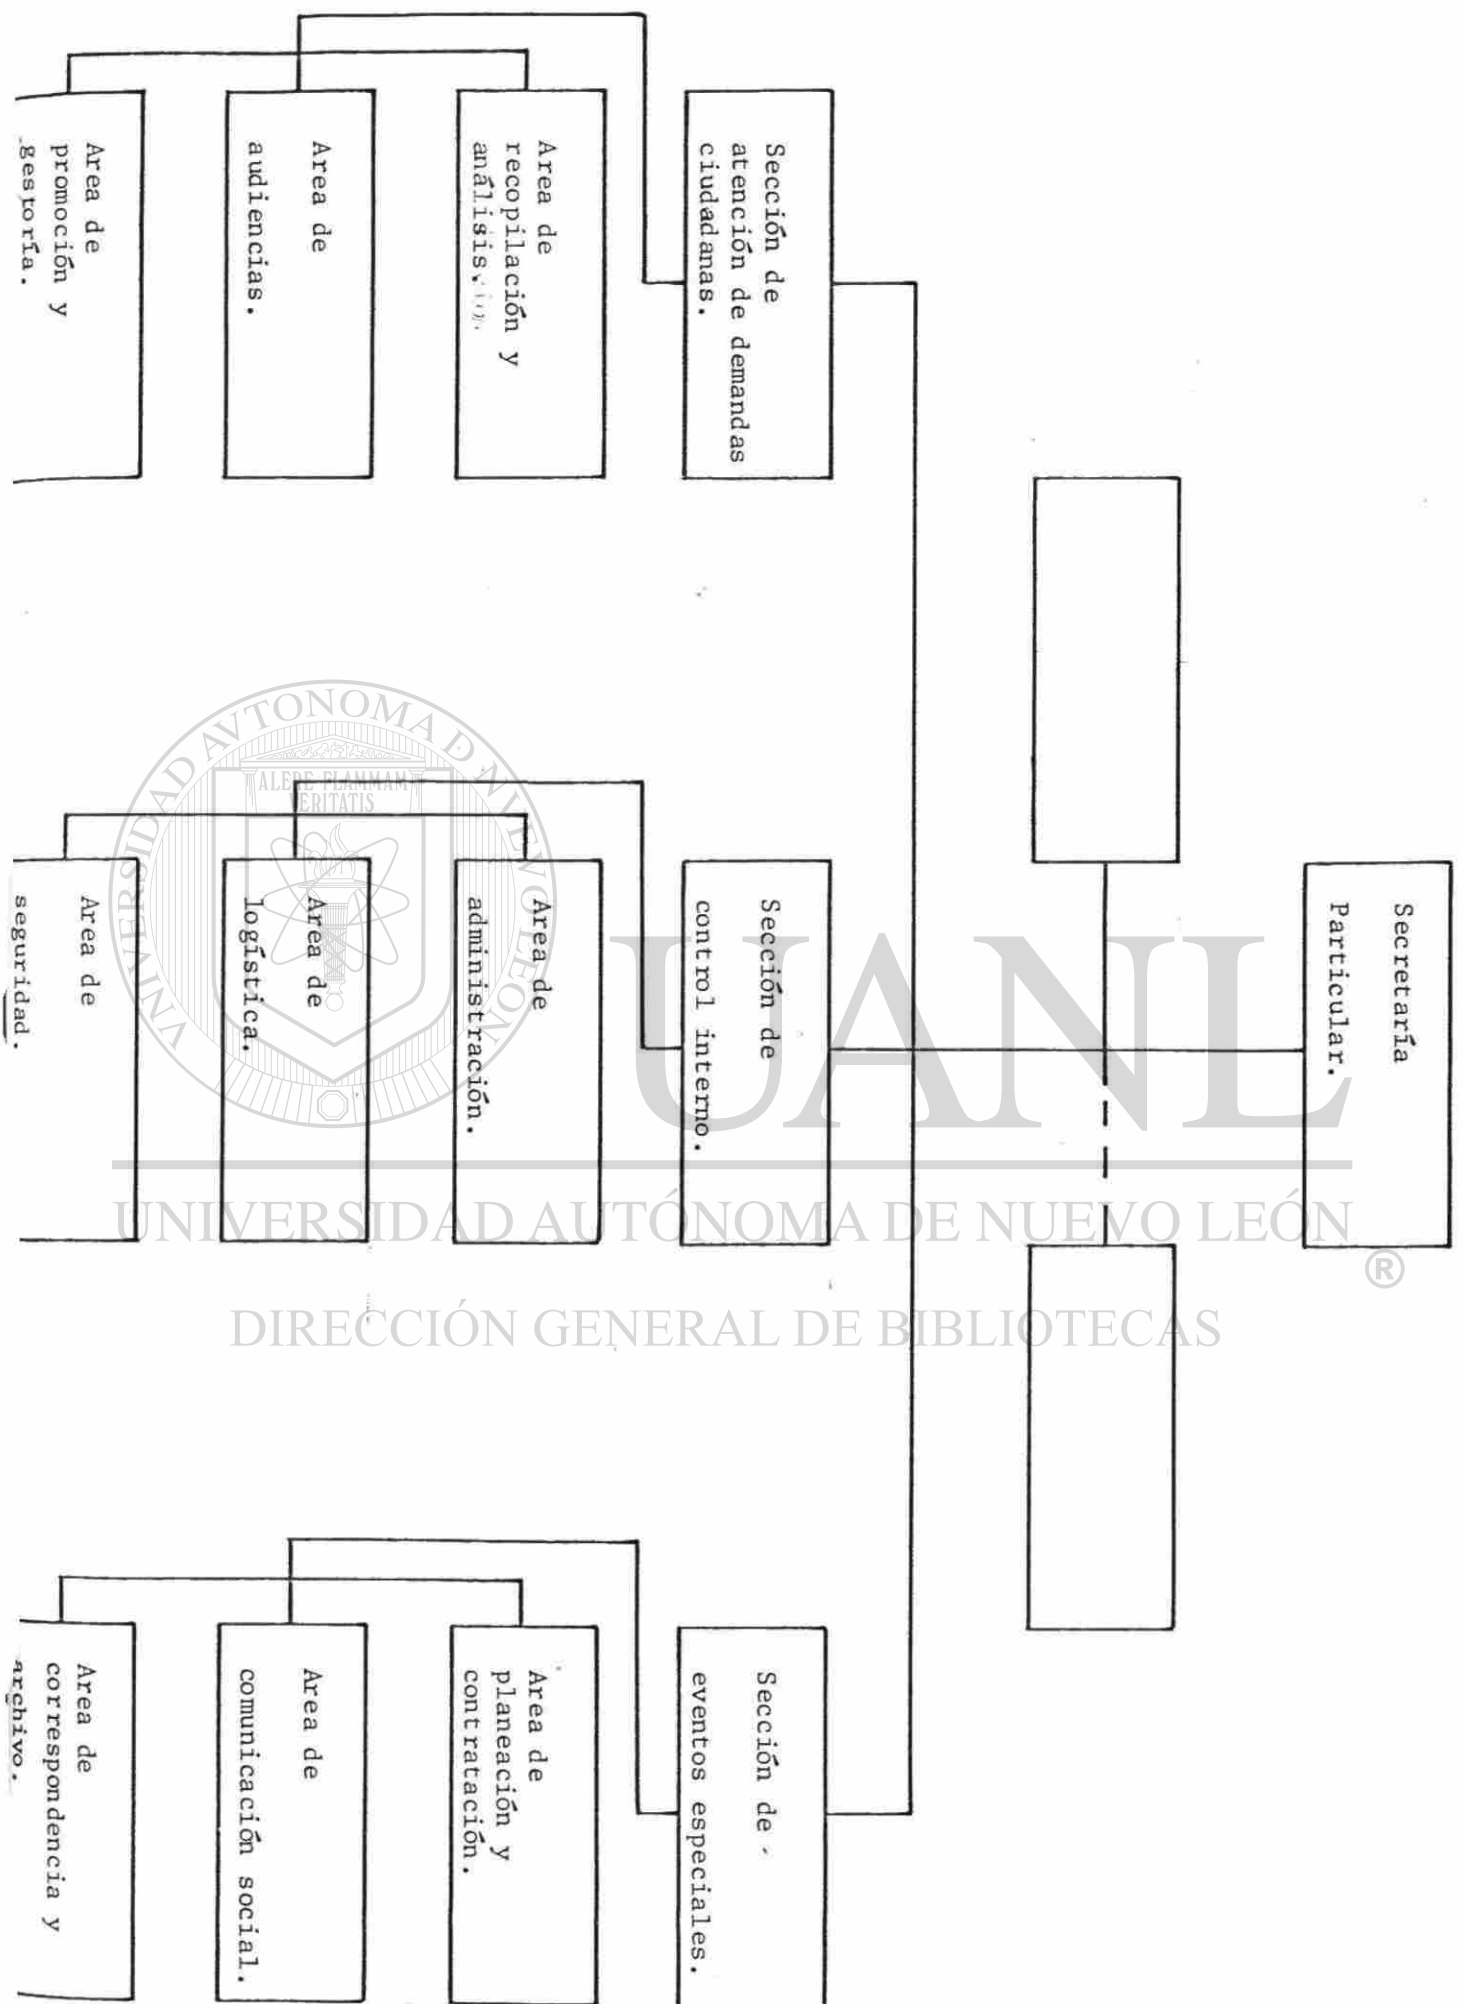 Secretaría
Particular.
Sección de
atención de demandas
ciudadanas.
Sección de
control interno.
Sección de
eventos especiales.
Area de
recopilación y
análisis.
Area de
administración.
Area de
planeación y
contratación.
Area de
audiencias.
Area de
logística.
Area de
comunicación social.
Area de
promoción y
gestoría.
Area de
seguridad.
Area de
correspondencia y
archivo.
UNIVERSIDAD AVTONOMA DE NVEVO LEON
ALERE FLAMMAM
VERITATIS
UANL
UNIVERSIDAD AUTÓNOMA DE NUEVO LEÓN
®
DIRECCIÓN GENERAL DE BIBLIOTECAS